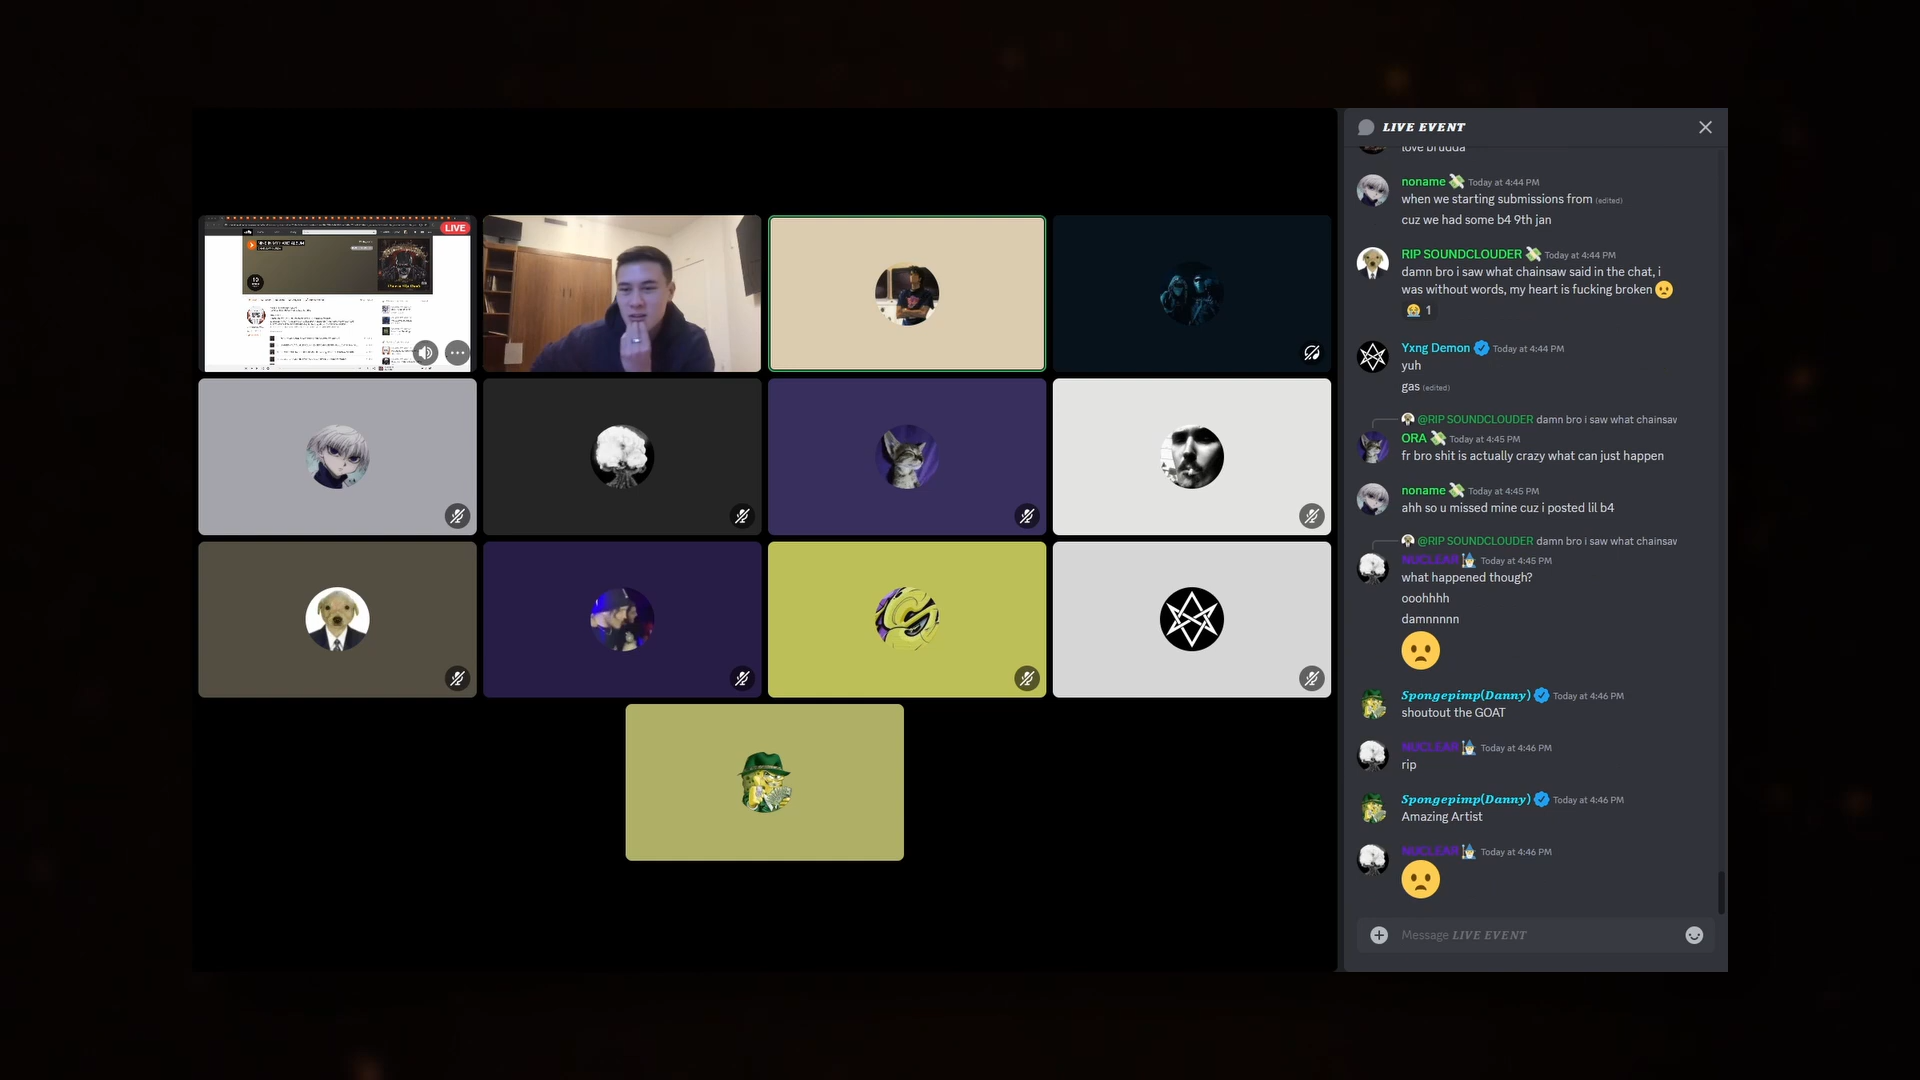 LIVE
LIVE EVENT
love brudda
noname Today at 4:44 PM
when we starting submissions from (edited)
cuz we had some b4 9th jan
RIP SOUNDCLOUDER Today at 4:44 PM
damn bro i saw what chainsaw said in the chat, i
was without words, my heart is fucking broken
1
Yxng Demon Today at 4:44 PM
yuh
gas (edited)
@RIP SOUNDCLOUDER damn bro i saw what chainsaw
ORA Today at 4:45 PM
fr bro shit is actually crazy what can just happen
noname Today at 4:45 PM
ahh so u missed mine cuz i posted lil b4
@RIP SOUNDCLOUDER damn bro i saw what chainsaw
NUCLEAR Today at 4:45 PM
what happened though?
ooohhhh
damnnnnn
Spongepimp(Danny) Today at 4:46 PM
shoutout the GOAT
NUCLEAR Today at 4:46 PM
rip
Spongepimp(Danny) Today at 4:46 PM
Amazing Artist
NUCLEAR Today at 4:46 PM
Message LIVE EVENT